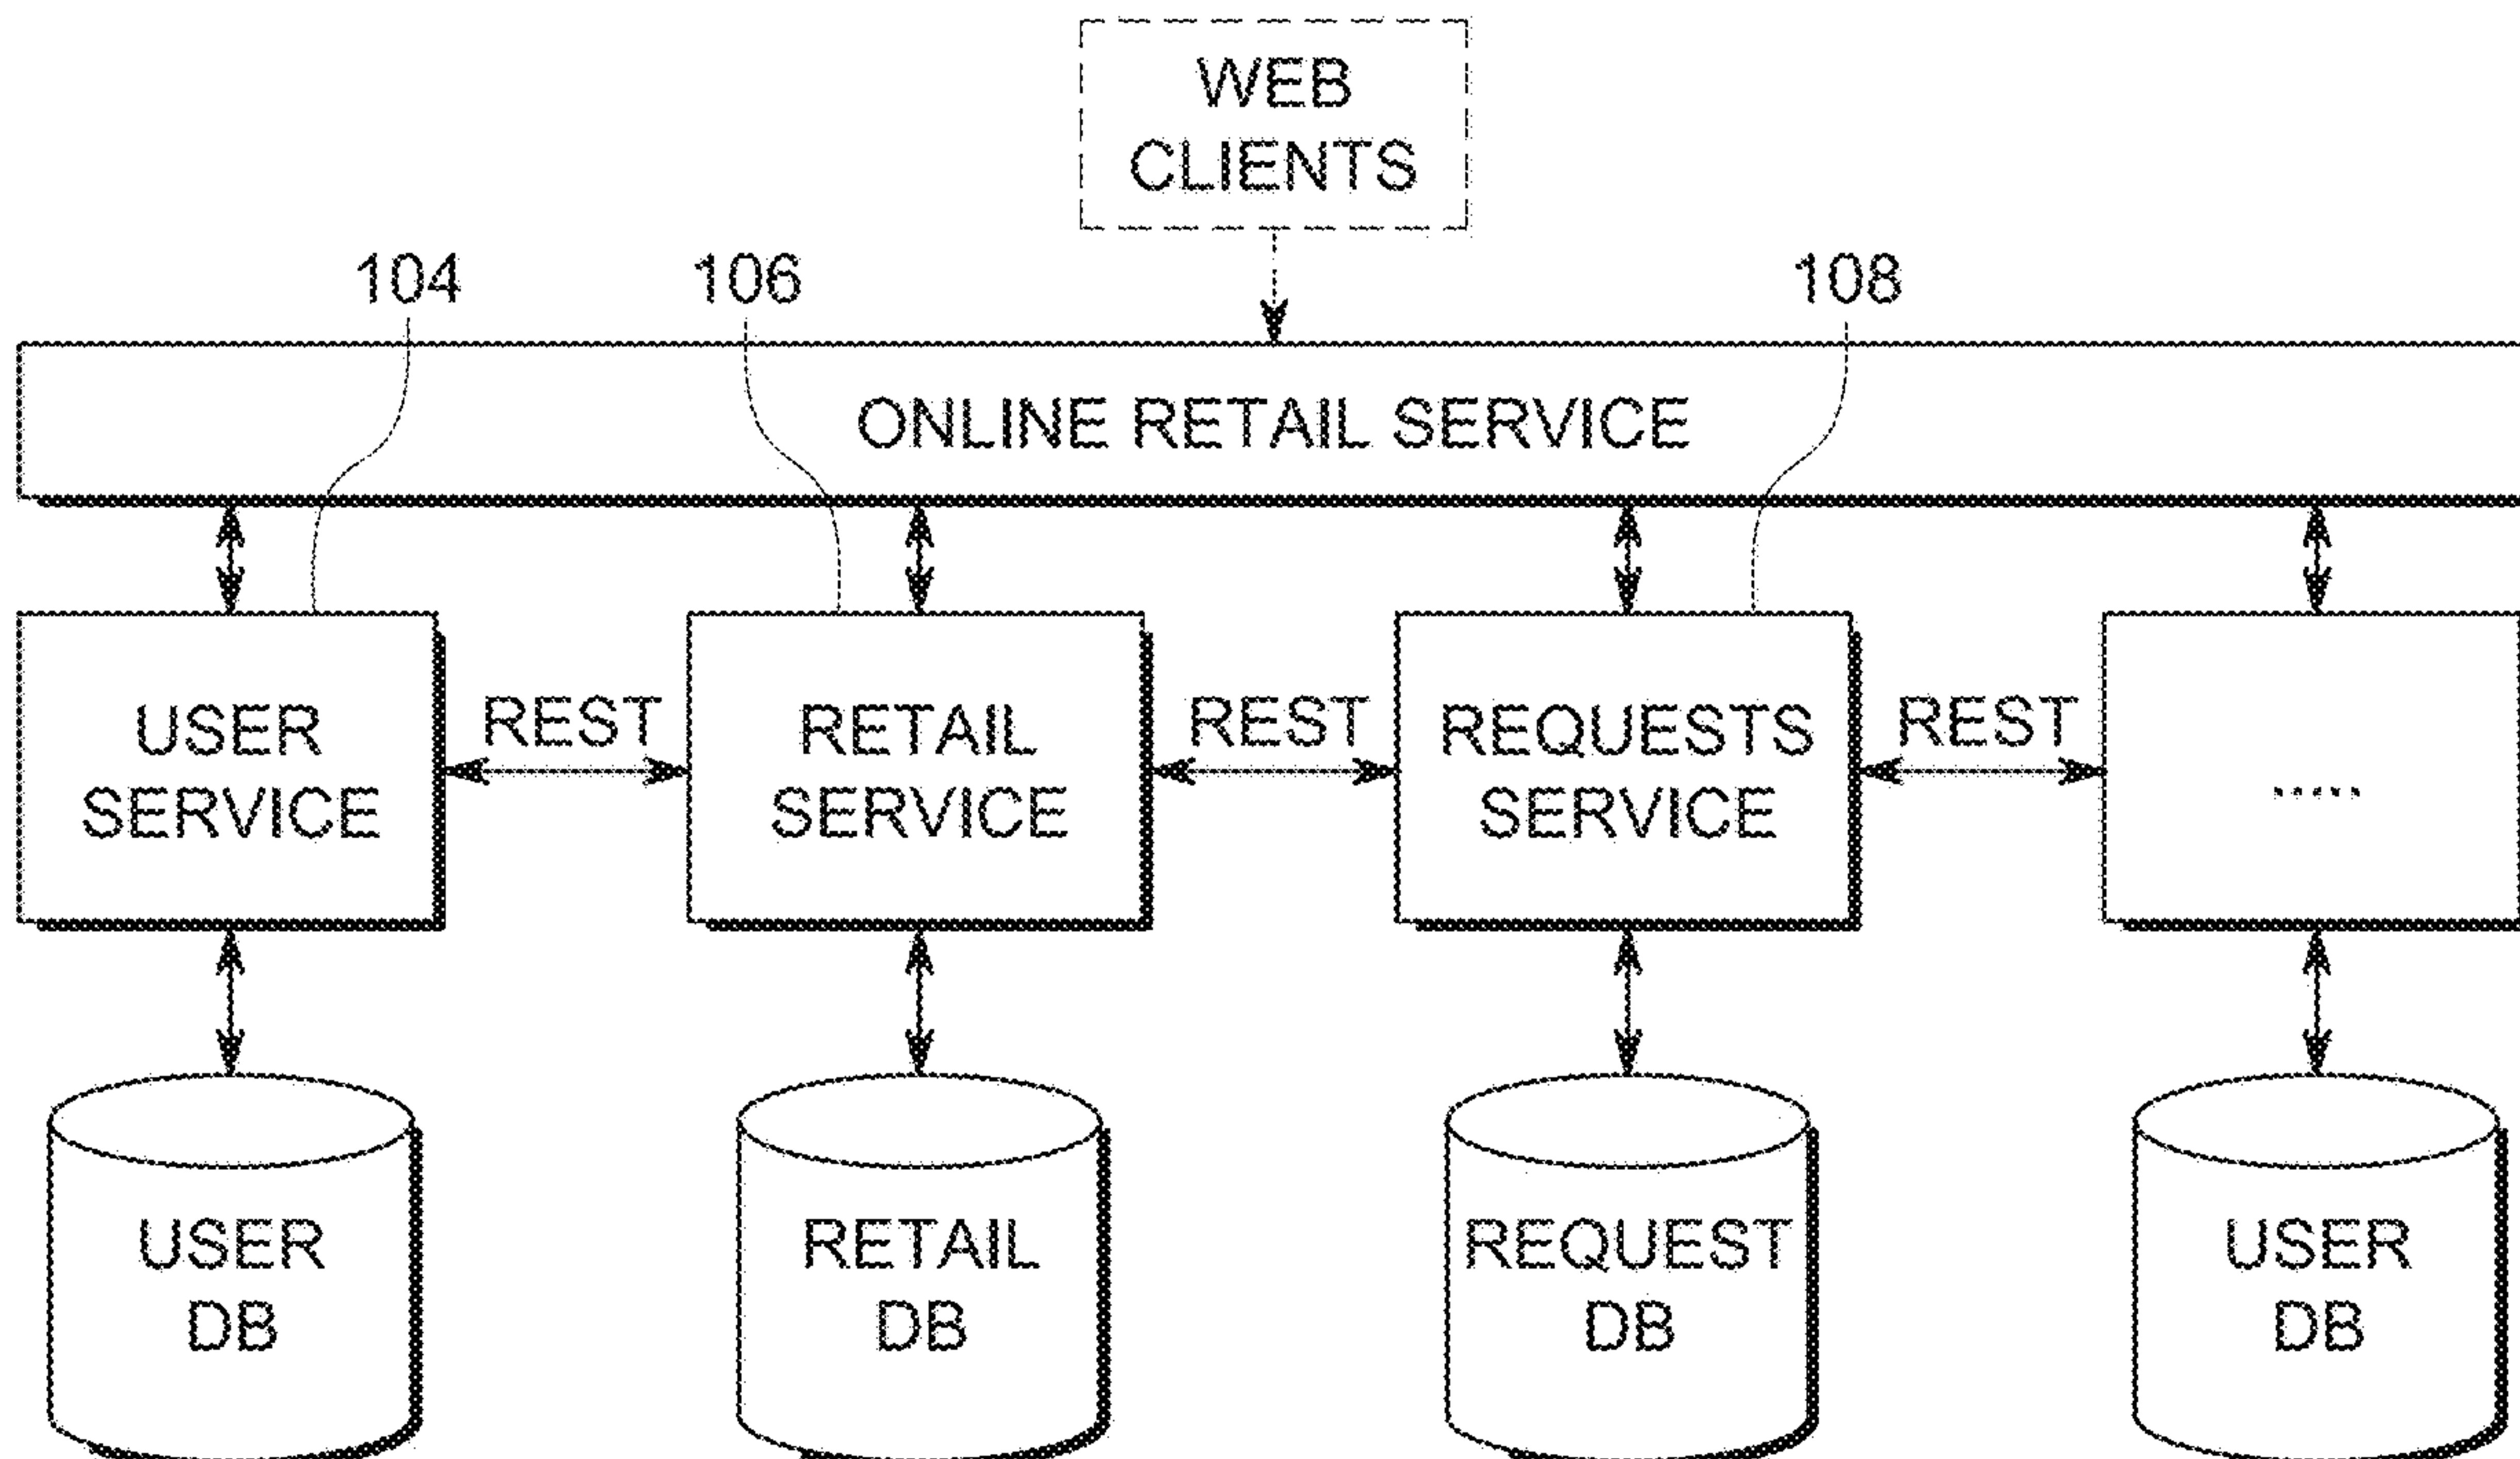 WEB
CLIENTS
104
106
108
ONLINE RETAIL SERVICE
USER
SERVICE
REST
RETAIL
SERVICE
REST
REQUESTS
SERVICE
REST
.....
USER
DB
RETAIL
DB
REQUEST
DB
USER
DB